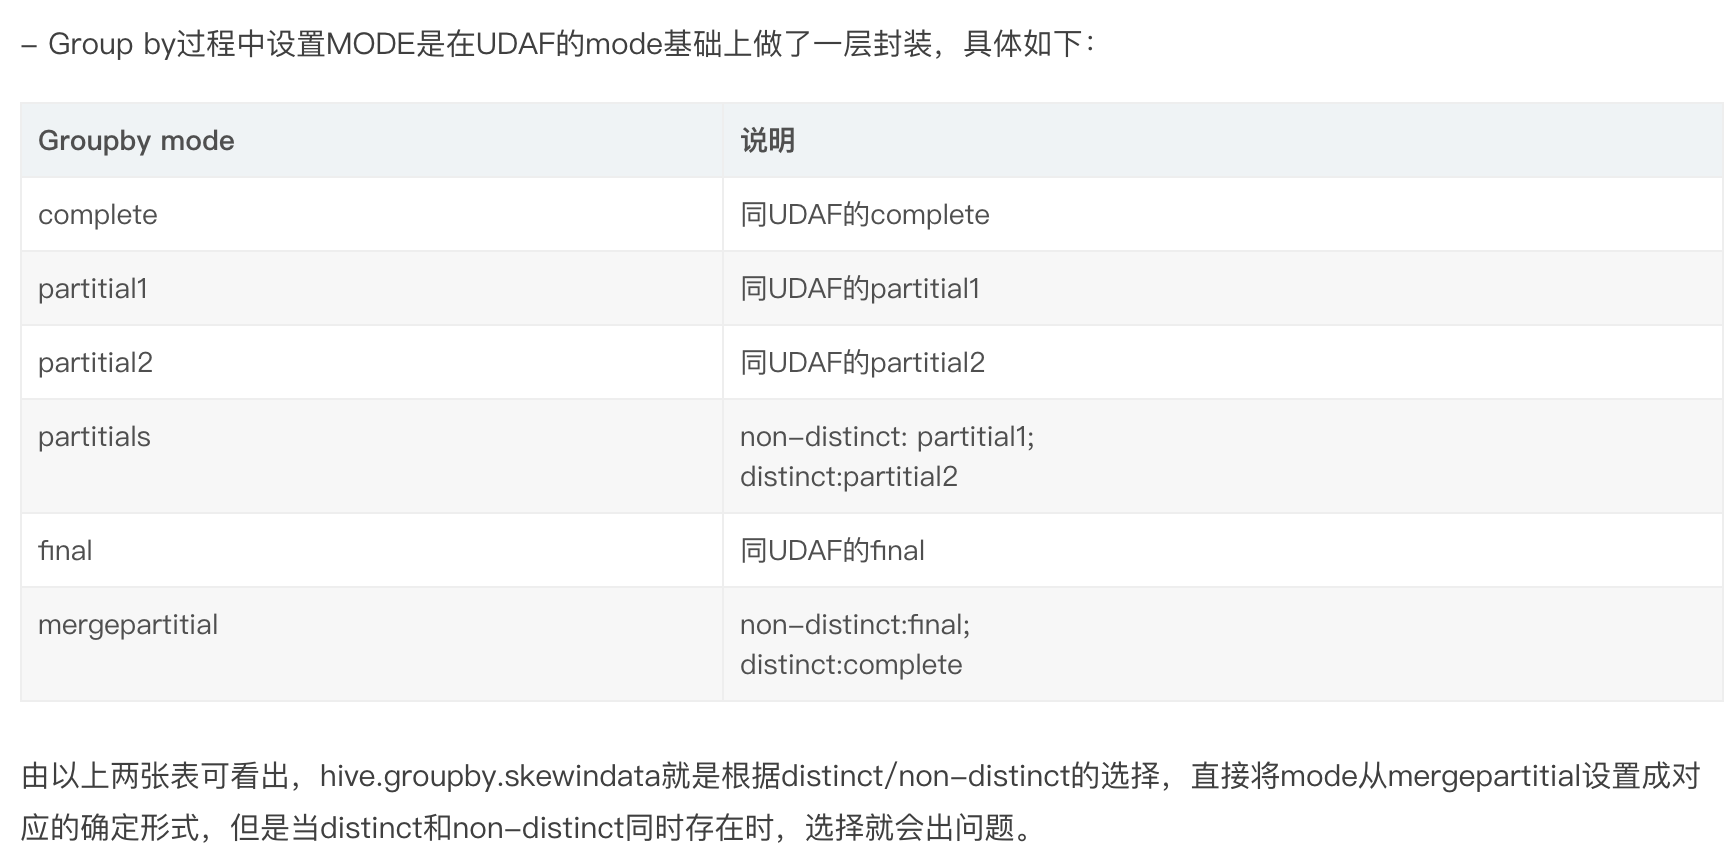 – Group by过程中设置MODE是在UDAF的mode基础上做了一层封装，具体如下：
Groupby mode 说明
complete 同UDAF的complete
partitial1 同UDAF的partitial1
partitial2 同UDAF的partitial2
partitials non–distinct: partitial1;
distinct:partitial2
final 同UDAF的final
mergepartitial non–distinct:final;
distinct:complete
由以上两张表可看出，hive.groupby.skewindata就是根据distinct/non–distinct的选择，直接将mode从mergepartitial设置成对
应的确定形式，但是当distinct和non–distinct同时存在时，选择就会出问题。